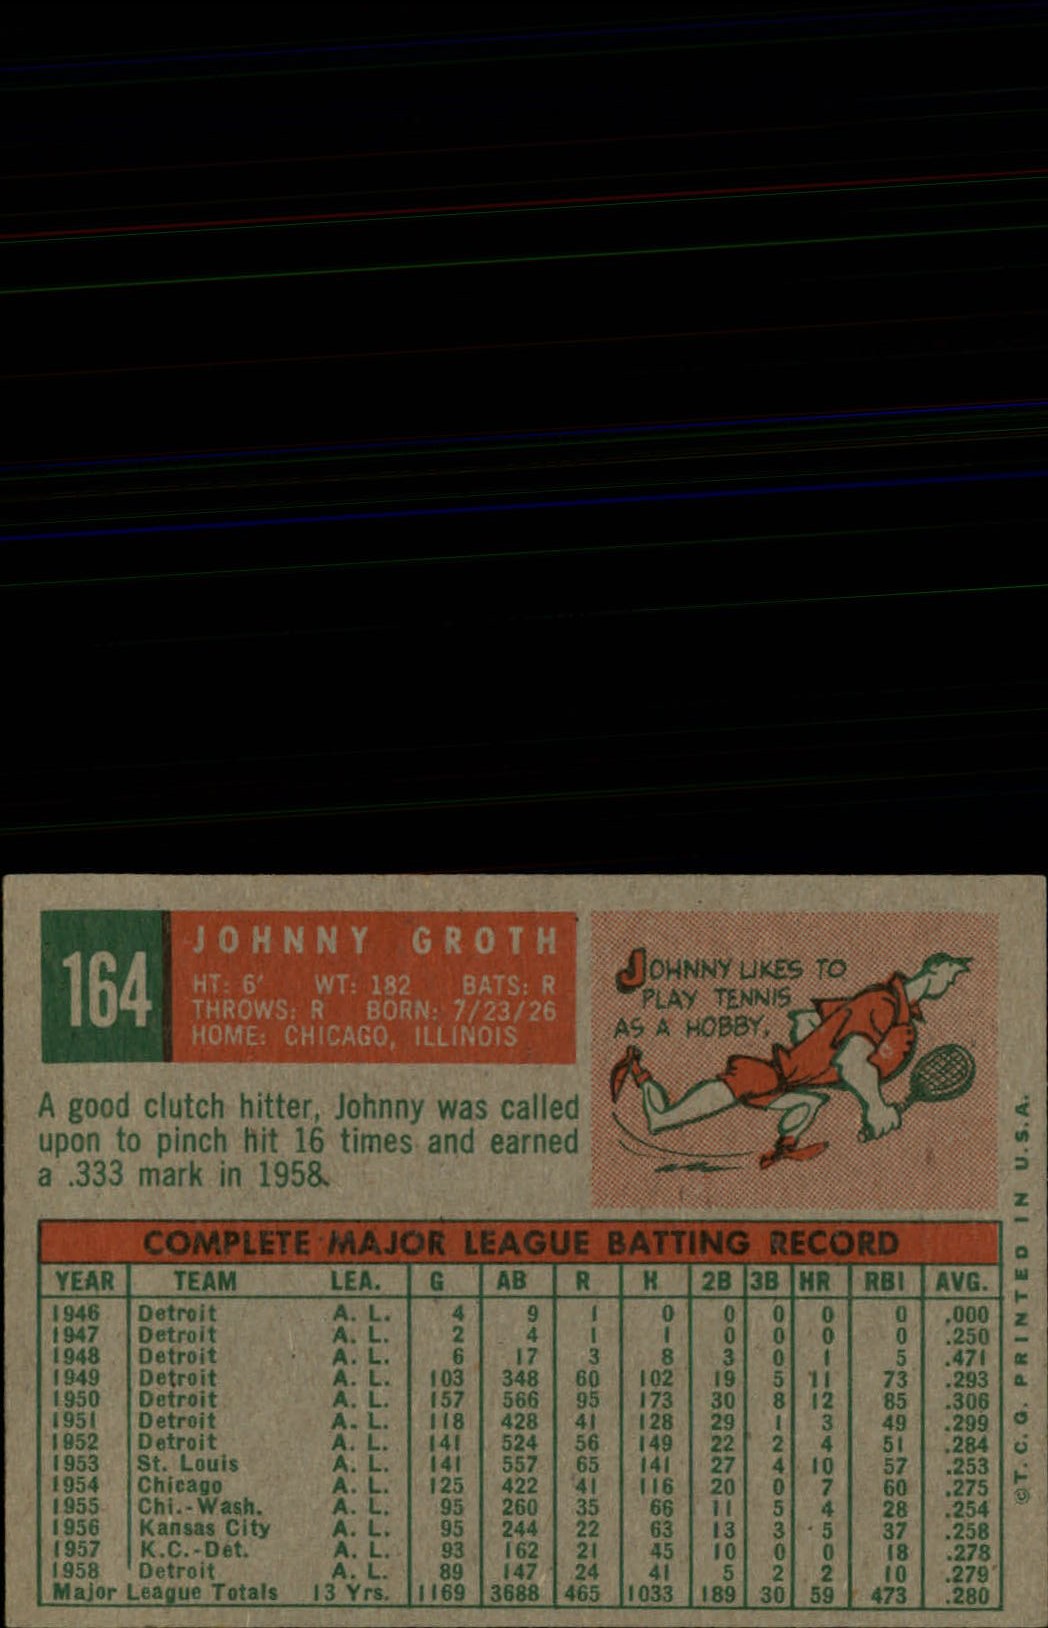 164
JOHNNY GROTH
HT: 6' WT: 182 BATS: R
THROWS: R BORN: 7/23/26
HOME: CHICAGO, ILLINOIS
JOHNNY LIKES TO
PLAY TENNIS
AS A HOBBY.
A good clutch hitter, Johnny was called
upon to pinch hit 16 times and earned
a .333 mark in 1958.
COMPLETE MAJOR LEAGUE BATTING RECORD
YEAR TEAM LEA. G AB R H 2B 3B HR RBI AVG.
1946 Detroit A. L. 4 9 1 0 0 0 0 0 .000
1947 Detroit A. L. 2 4 1 1 0 0 0 0 .250
1948 Detroit A. L. 6 17 3 8 3 0 1 5 .471
1949 Detroit A. L. 103 348 60 102 19 5 11 73 .293
1950 Detroit A. L. 157 566 95 173 30 8 12 85 .306
1951 Detroit A. L. 118 428 41 128 29 1 3 49 .299
1952 Detroit A. L. 141 524 56 149 22 2 4 51 .284
1953 St. Louis A. L. 141 557 65 141 27 4 10 57 .253
1954 Chicago A. L. 125 422 41 116 20 0 7 60 .275
1955 Chi.-Wash. A. L. 95 260 35 66 11 5 4 28 .254
1956 Kansas City A. L. 95 244 22 63 13 3 5 37 .258
1957 K.C.-Det. A. L. 93 162 21 45 10 0 0 18 .278
1958 Detroit A. L. 89 147 24 41 5 2 2 10 .279
Major League Totals 13 Yrs. 1169 3688 465 1033 189 30 59 473 .280
©T.C.G. PRINTED IN U.S.A.